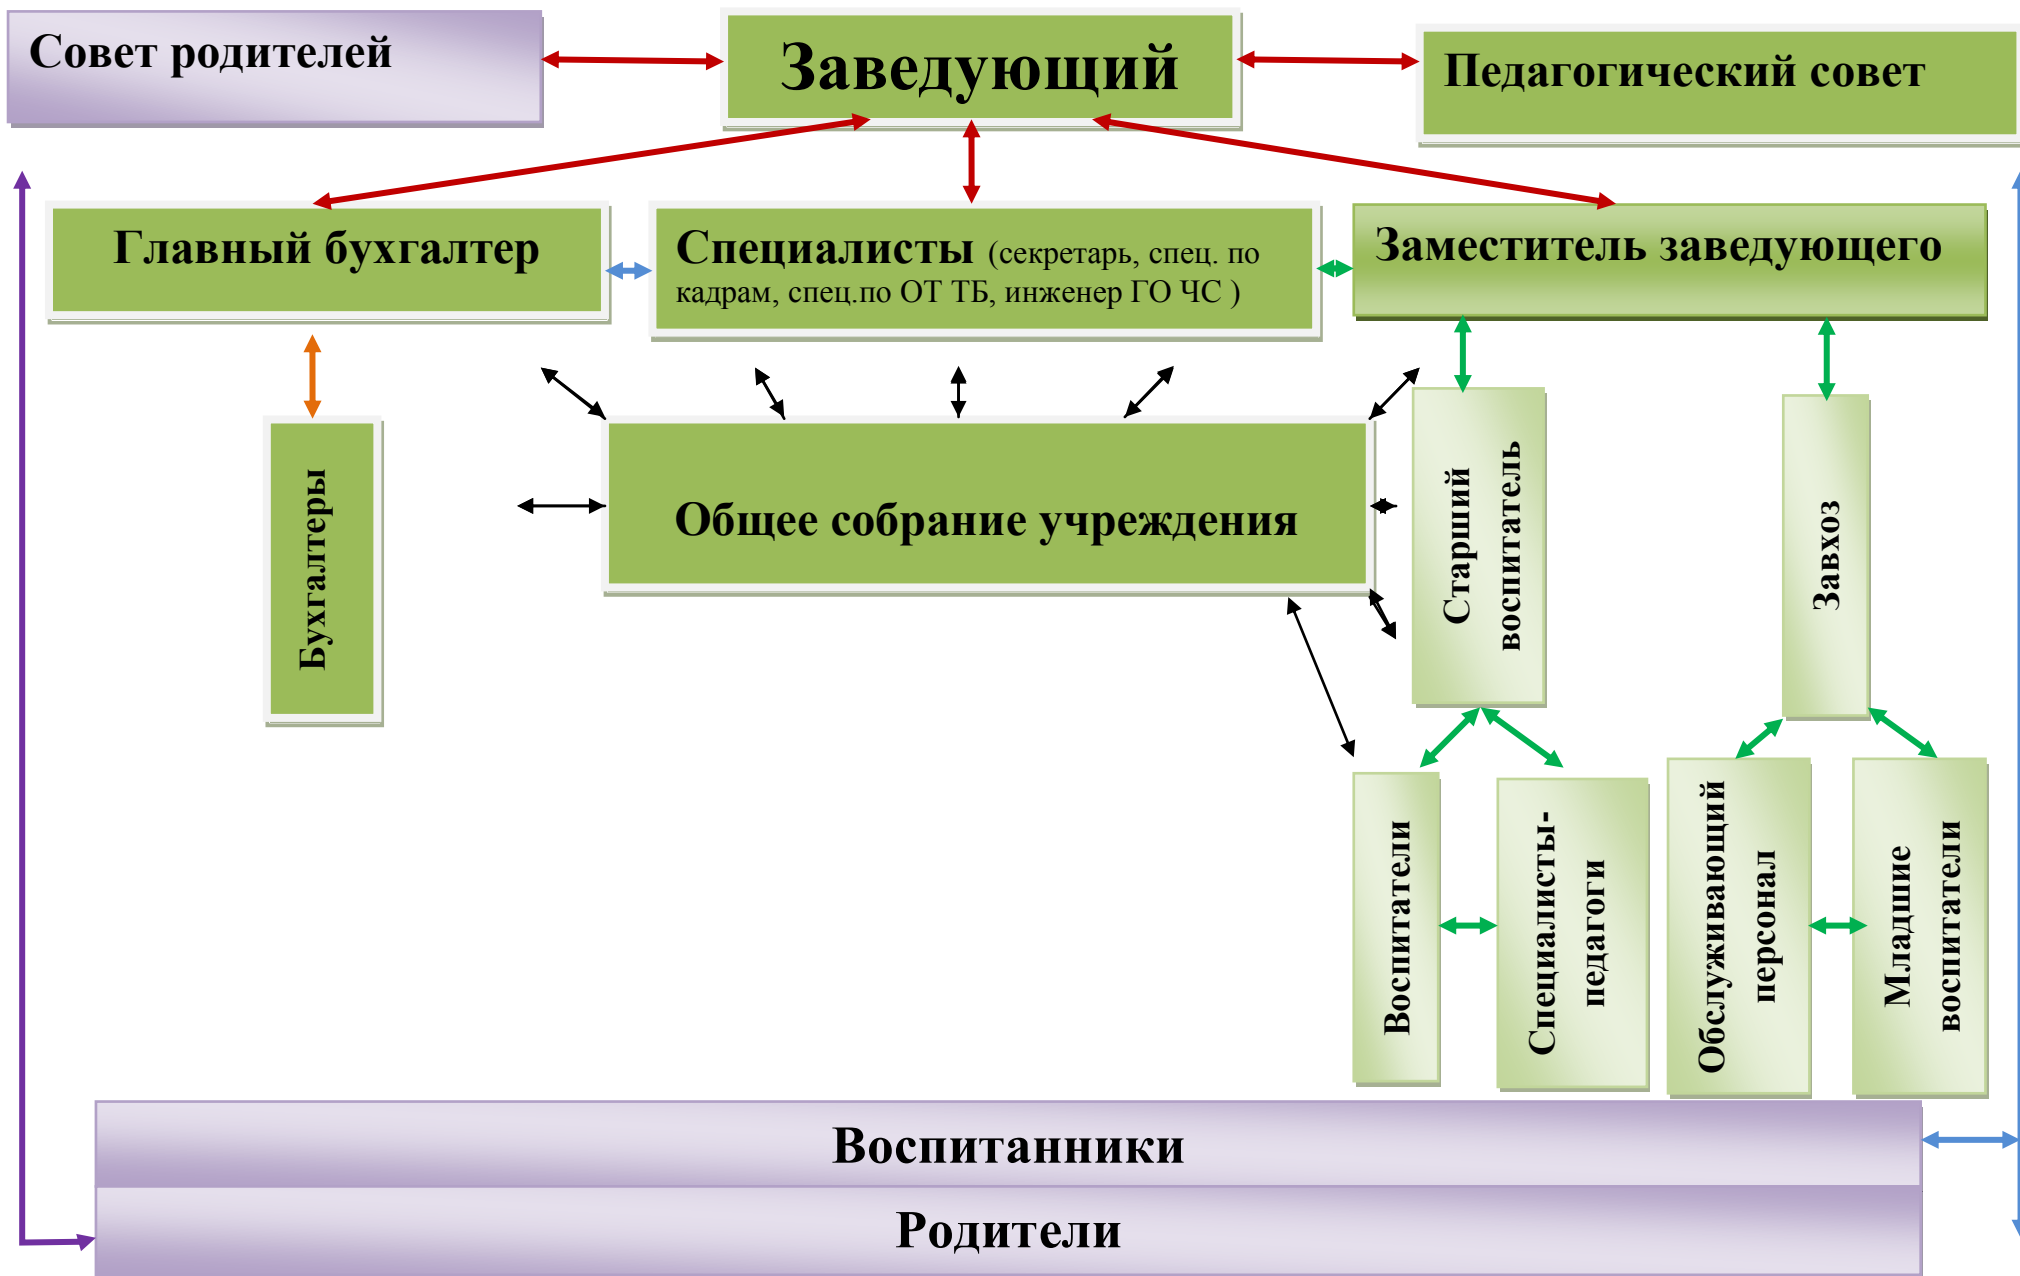 Совет родителей
Заведующий
Педагогический совет
Главный бухгалтер
Специалисты (секретарь, спец. по
кадрам, спец.по ОТ ТБ, инженер ГО ЧС )
Заместитель заведующего
Бухгалтеры
Общее собрание учреждения
Старший
воспитатель
Завхоз
Воспитатели
Специалисты-
педагоги
Обслуживающий
персонал
Младшие
воспитатели
Воспитанники
Родители